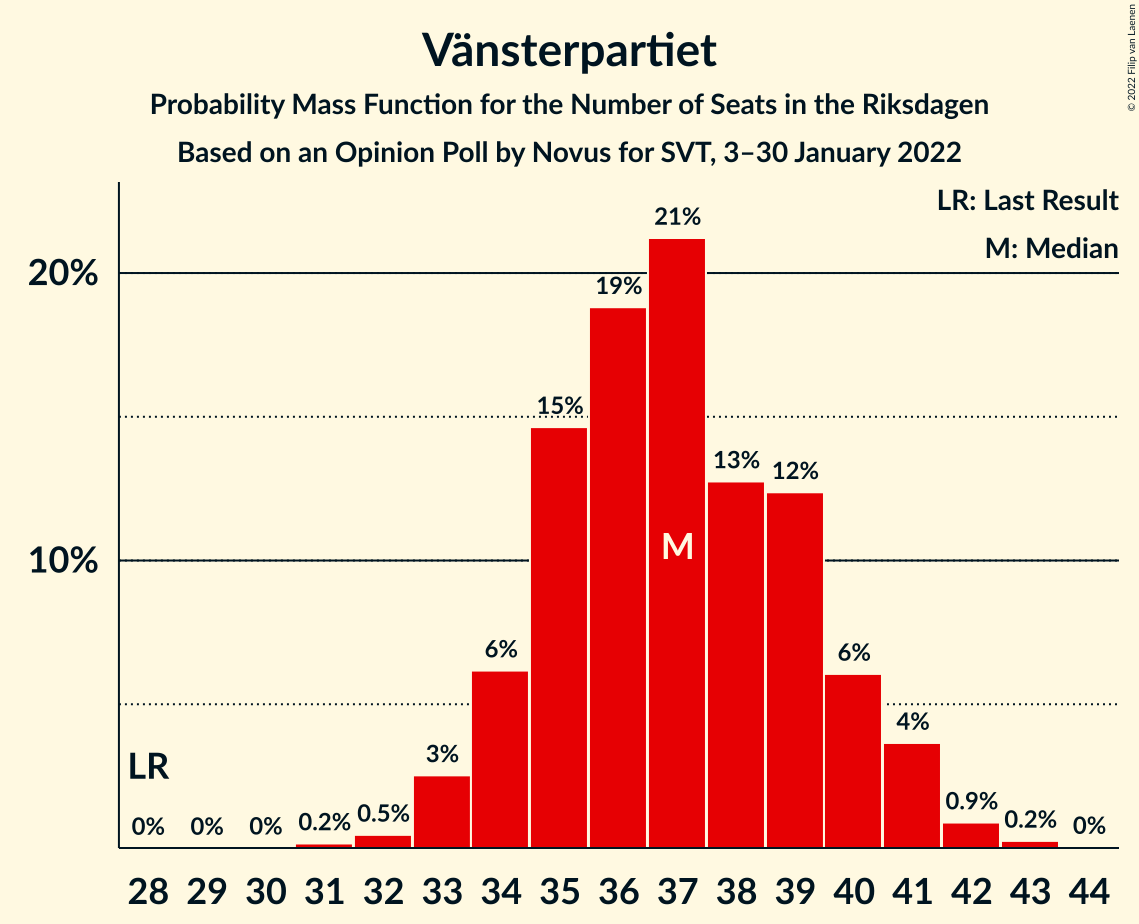 Vänsterpartiet
Probability Mass Function for the Number of Seats in the Riksdagen
Based on an Opinion Poll by Novus for SVT, 3–30 January 2022
© 2022 Filip van Laenen
LR: Last Result
M: Median
20%
10%
LR
M
0% 0% 0% 0.2% 0.5% 3% 6% 15% 19% 21% 13% 12% 6% 4% 0.9% 0.2% 0%
28 29 30 31 32 33 34 35 36 37 38 39 40 41 42 43 44